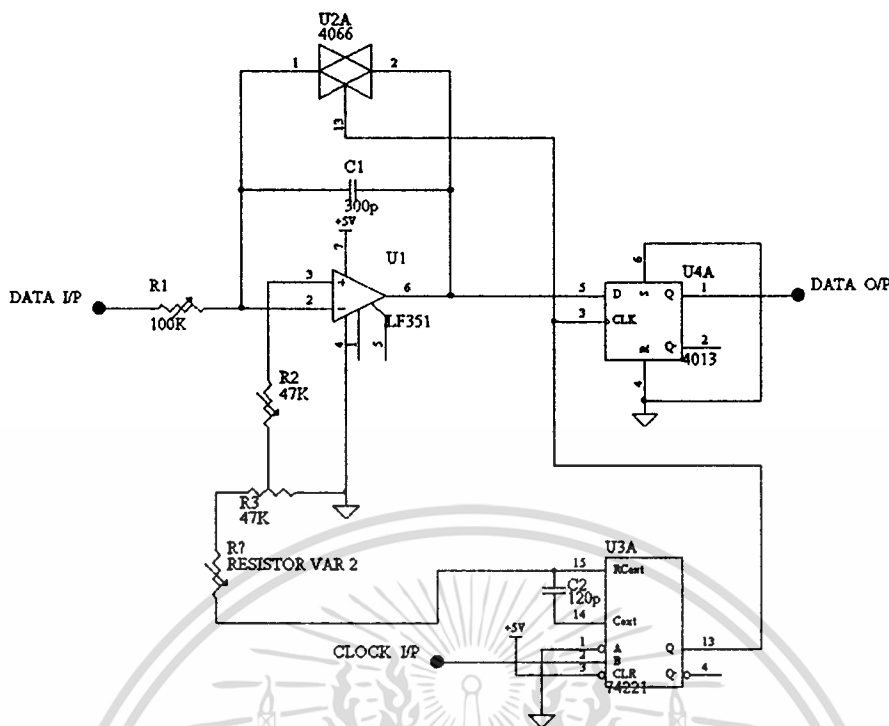 U2A
4066
1
2
13
C1
300p
+5V
7
U1
3
+
2
-
6
LF351
4
1
5
DATA I/P
R1
100K
R2
47K
R3
47K
R?
RESISTOR VAR 2
6
U4A
5
D
S
Q
1
DATA O/P
3
CLK
R
Q
2
4013
4
U3A
15
RCext
C2
120p
14
Cext
+5V
1
A
Q
13
CLOCK I/P
2
B
3
CLR
Q
4
74221